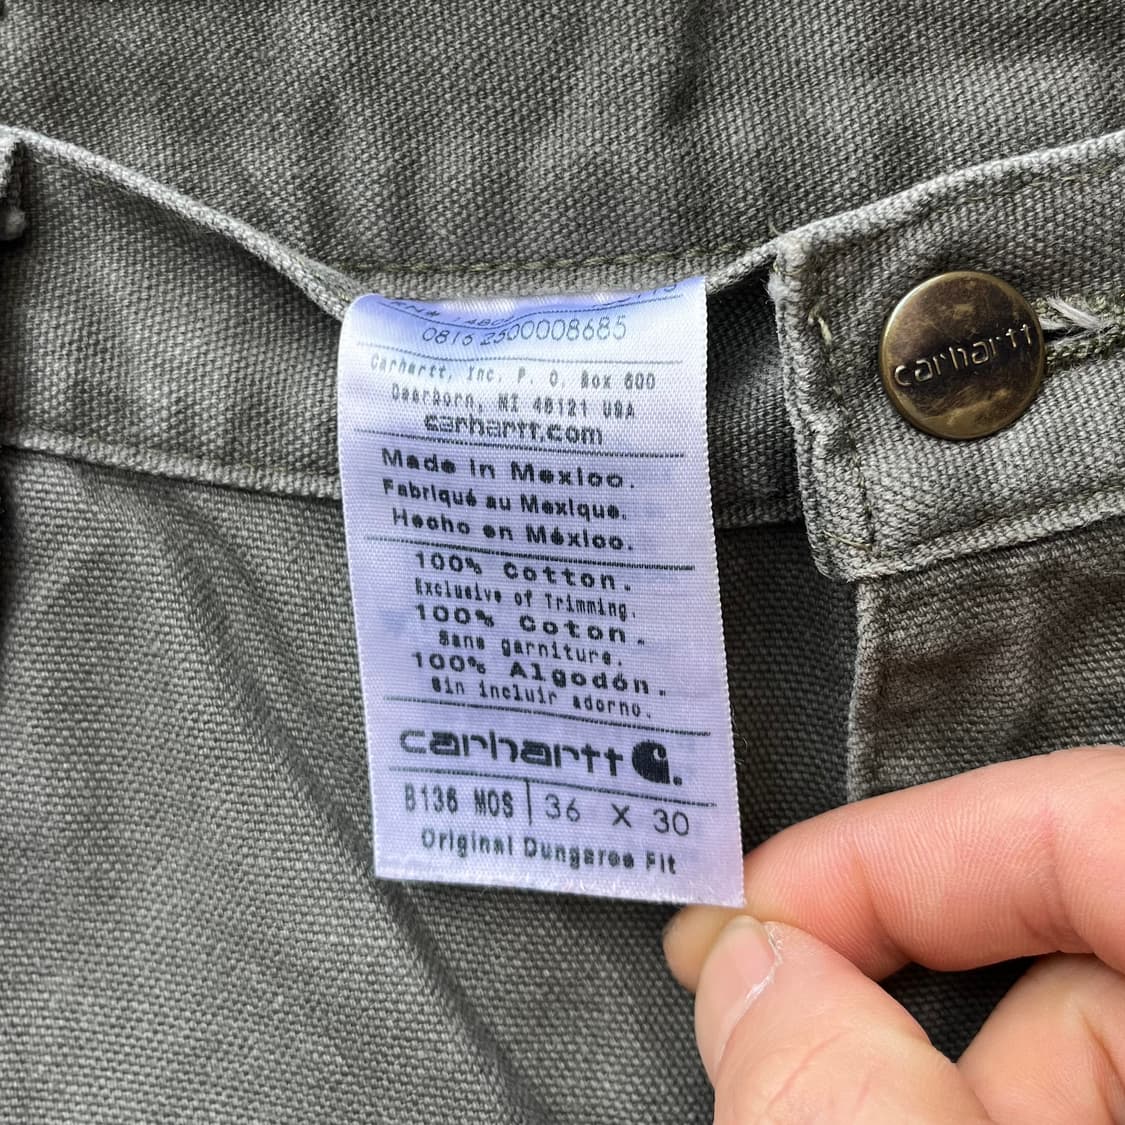 0816 2500008685
Carhartt, Inc. P. O. Box 600
Dearborn, MI 48121 USA
carhartt.com
Made in Mexico.
Fabriqué au Mexique.
Hecho en México.
100% Cotton.
Exclusive of Trimming.
100% Coton.
Sans garniture.
100% Algodón.
Sin incluir adorno.
carhartt
B136 MOS | 36 X 30
Original Dungaree Fit
carhartt